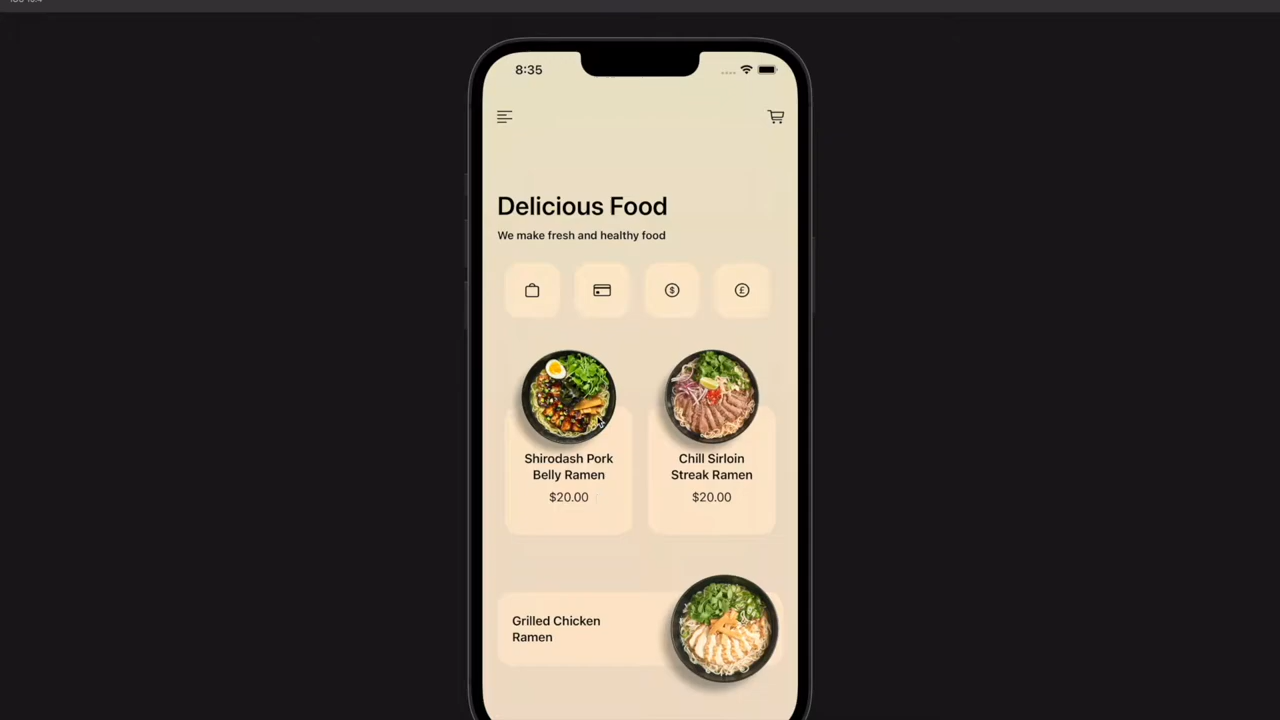 8:35
Delicious Food
We make fresh and healthy food
$
£
Shirodash Pork
Belly Ramen
$20.00
Chill Sirloin
Streak Ramen
$20.00
Grilled Chicken
Ramen